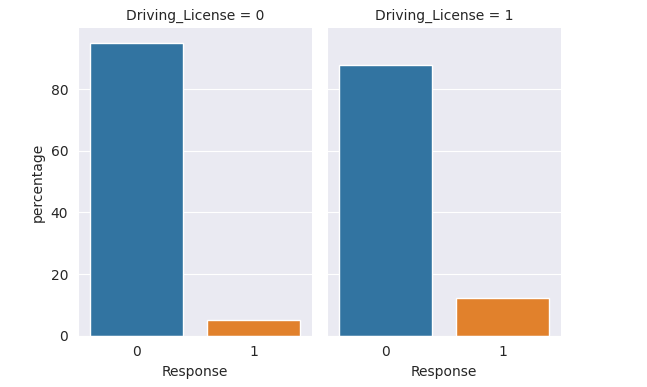 Driving_License = 0
Driving_License = 1
percentage
80
60
40
20
0
0 1
0 1
Response
Response